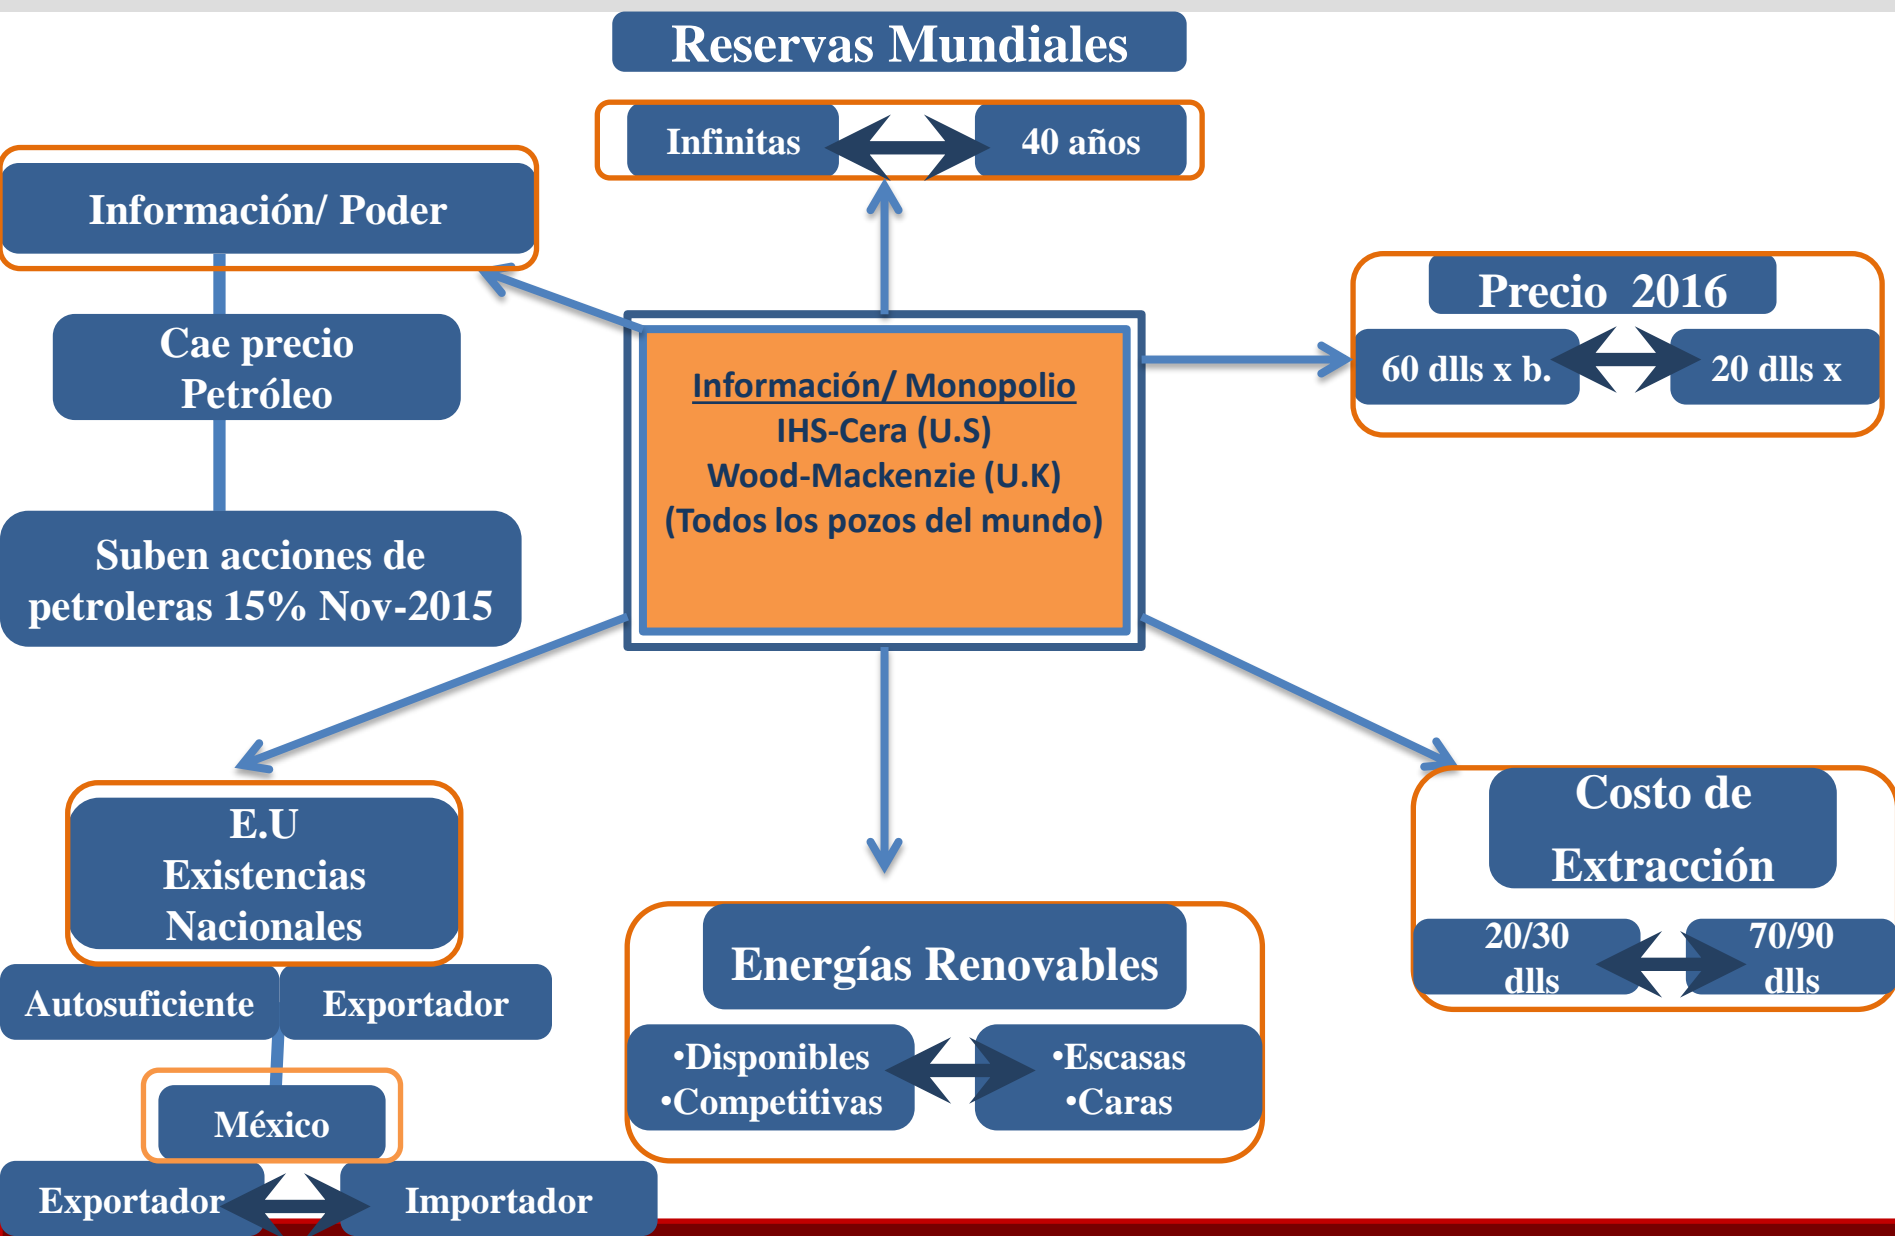 Reservas Mundiales
Infinitas
40 años
Información/ Poder
Cae precio
Petróleo
Suben acciones de
petroleras 15% Nov-2015
Precio 2016
60 dlls x b.
20 dlls x
Información/ Monopolio
IHS-Cera (U.S)
Wood-Mackenzie (U.K)
(Todos los pozos del mundo)
E.U
Existencias
Nacionales
Autosuficiente
Exportador
México
Exportador
Importador
Energías Renovables
•Disponibles
•Competitivas
•Escasas
•Caras
Costo de
Extracción
20/30
dlls
70/90
dlls